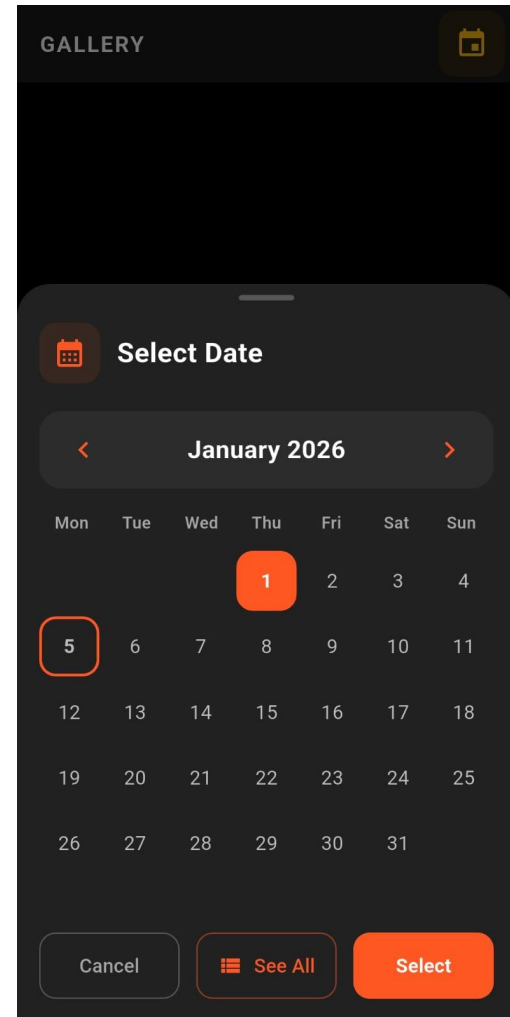 GALLERY
Select Date
January 2026
Mon Tue Wed Thu Fri Sat Sun
1 2 3 4
5 6 7 8 9 10 11
12 13 14 15 16 17 18
19 20 21 22 23 24 25
26 27 28 29 30 31
Cancel See All Select